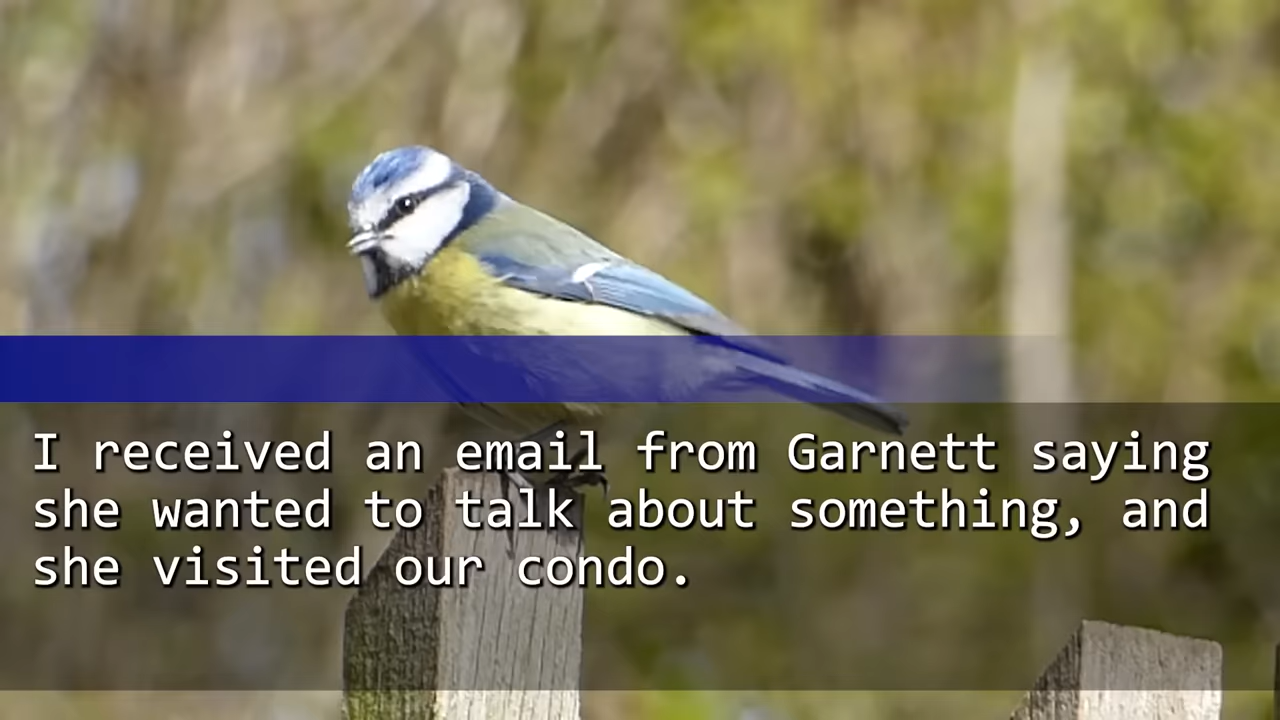 I received an email from Garnett saying
she wanted to talk about something, and
she visited our condo.